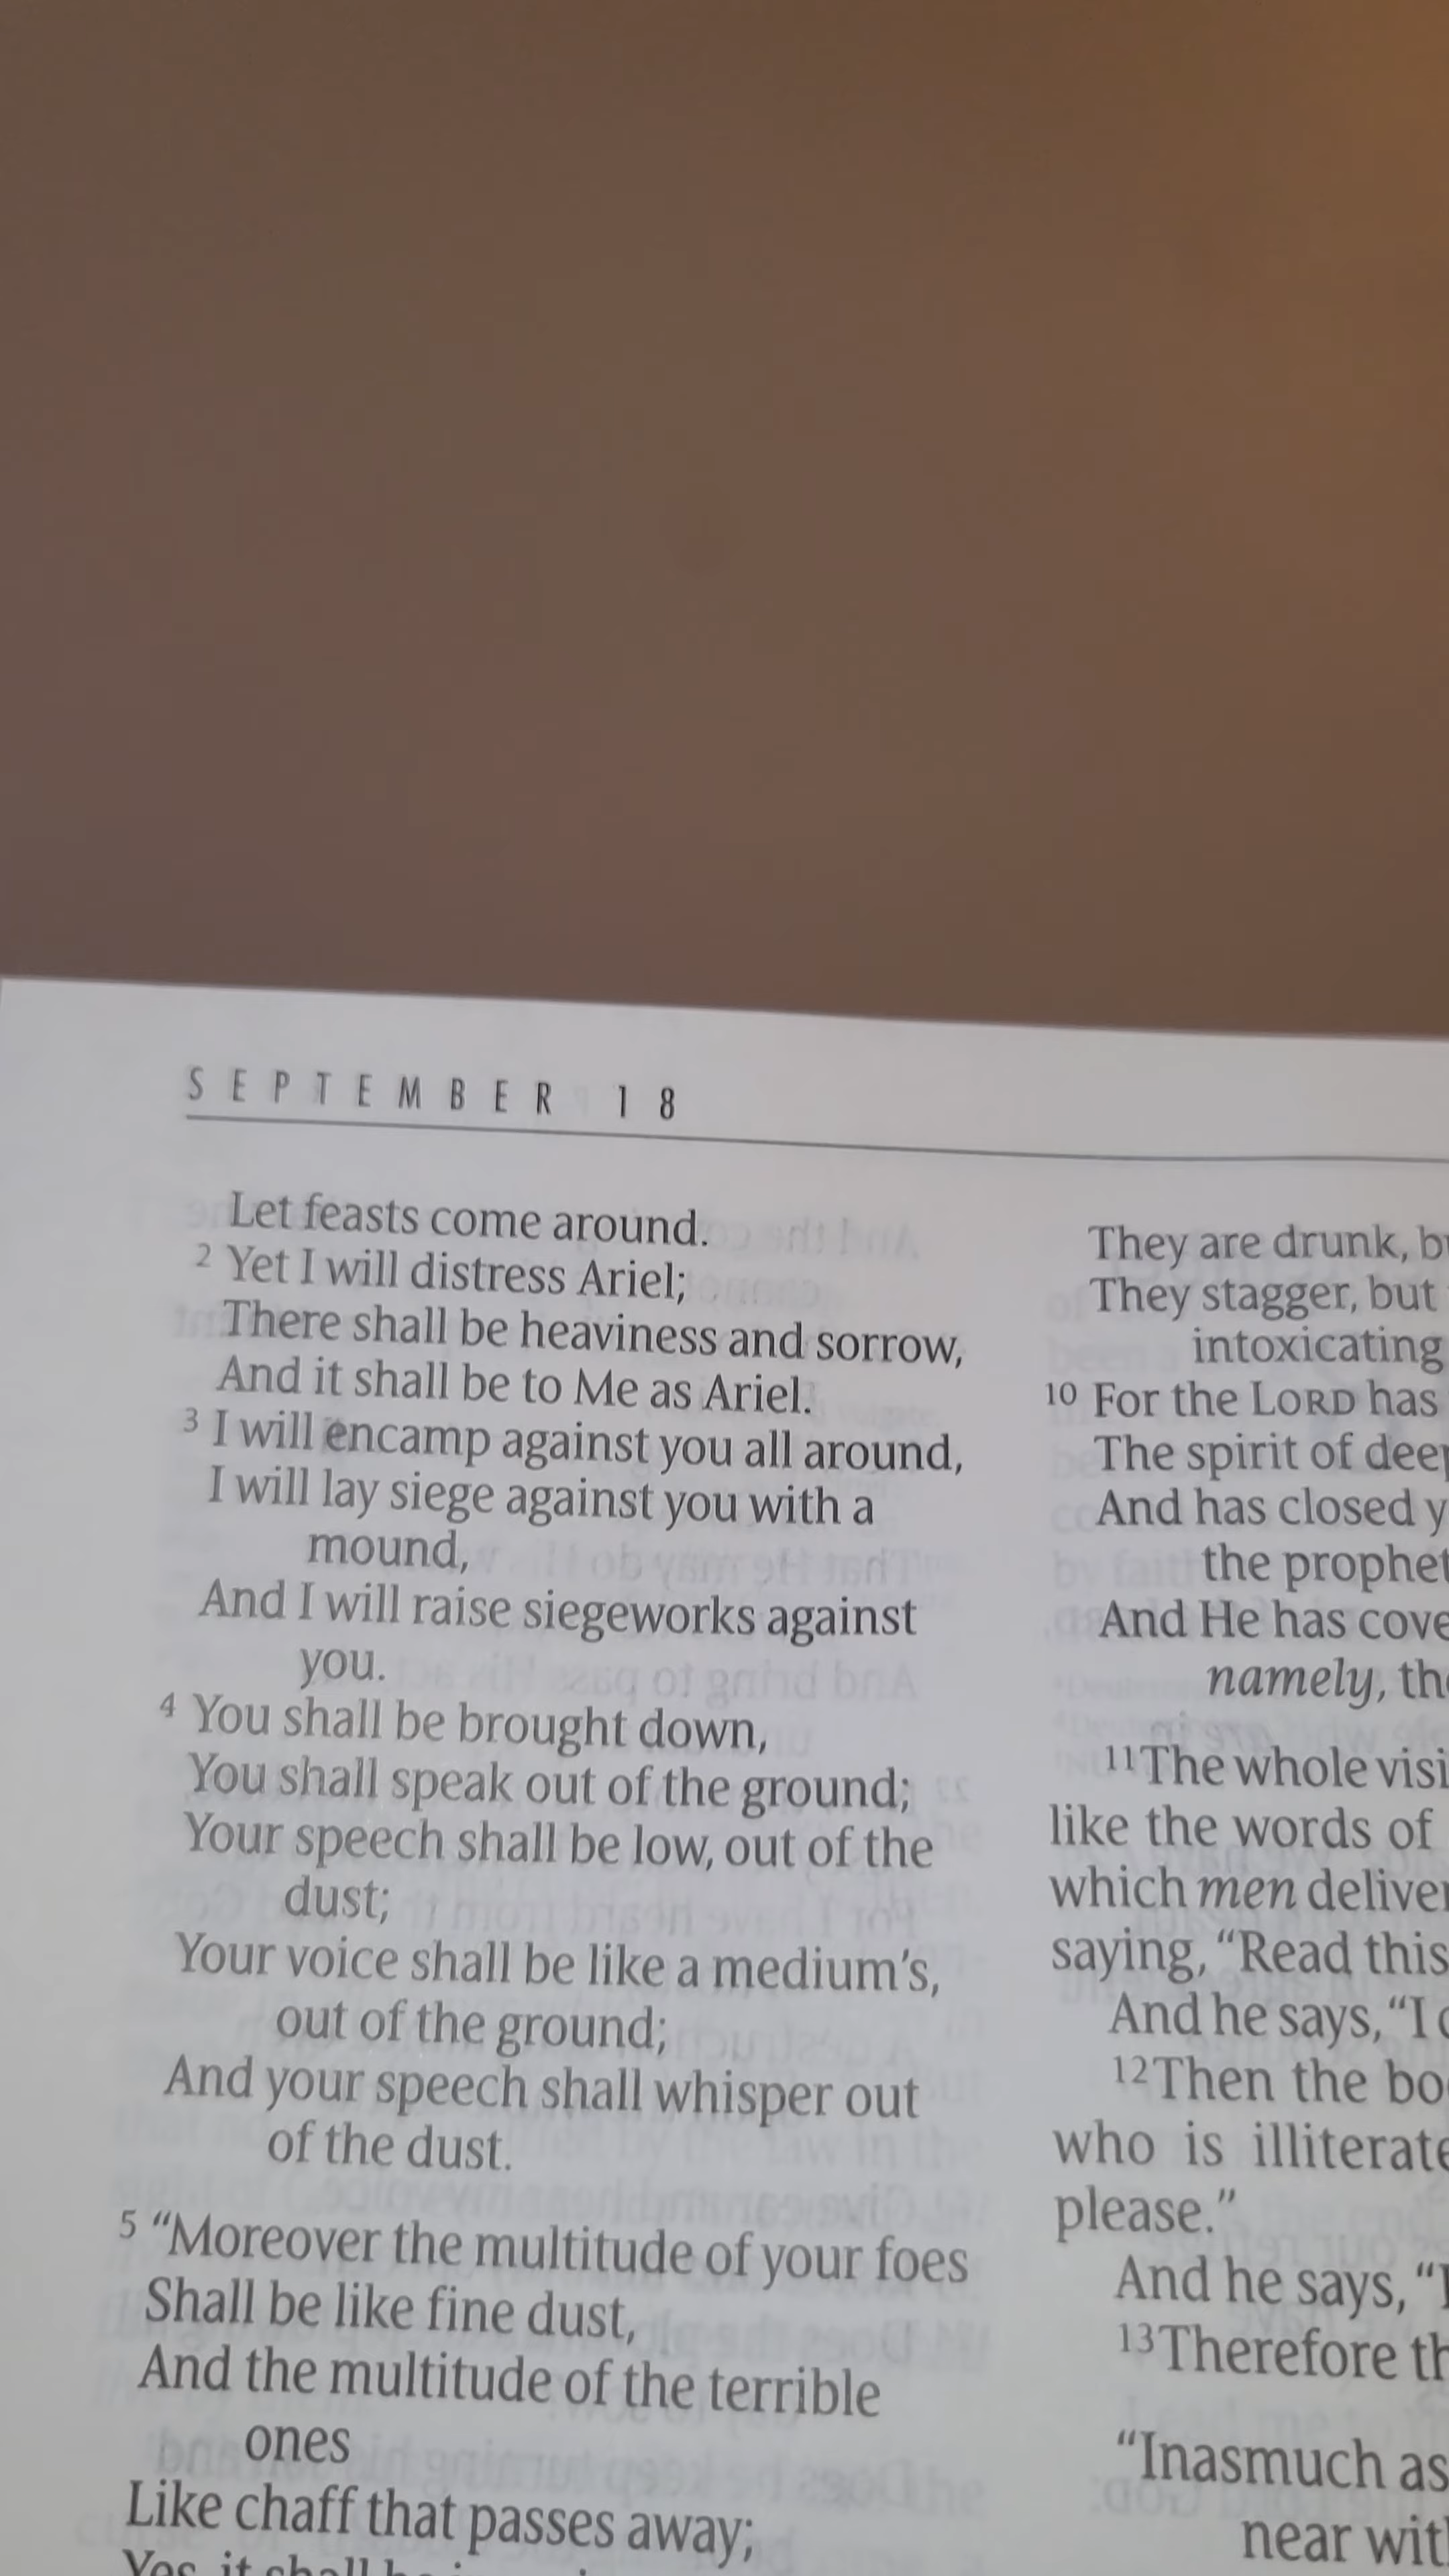 SEPTEMBER 18
Let feasts come around.
2 Yet I will distress Ariel;
There shall be heaviness and sorrow,
And it shall be to Me as Ariel.
3 I will encamp against you all around,
I will lay siege against you with a
mound,
And I will raise siegeworks against
you.
4 You shall be brought down,
You shall speak out of the ground;
Your speech shall be low, out of the
dust;
Your voice shall be like a medium's,
out of the ground;
And your speech shall whisper out
of the dust.
5 “Moreover the multitude of your foes
Shall be like fine dust,
And the multitude of the terrible
ones
Like chaff that passes away;
Yes, it shall be
They are drunk,
They stagger, but
intoxicating
10 For the LORD has
The spirit of
And has closed
the
And He has
namely,
11 The whole
like the words of
which men
saying, “Read this
And he says, “I
12 Then the
who is
please.”
And he says, “
13 Therefore
“Inasmuch as
near